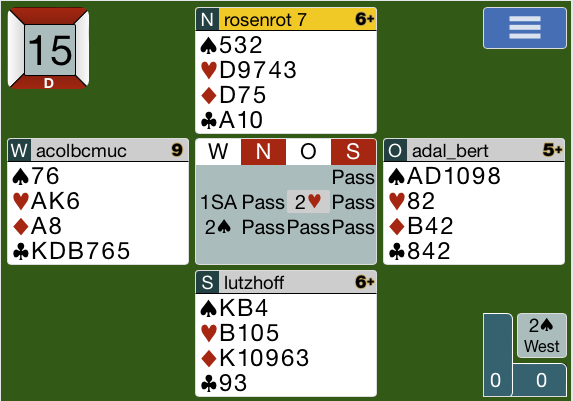 15
D
N rosenrot 7 6+
♠532
♥D9743
♦D75
♣A10
W acolbcmuc 9
♠76
♥AK6
♦A8
♣KDB765
W N O S
Pass
1SA Pass 2♥ Pass
2♠ Pass Pass Pass
O adal_bert 5+
♠AD1098
♥82
♦B42
♣842
S lutzhoff 6+
♠KB4
♥B105
♦K10963
♣93
2♠
West
0 0